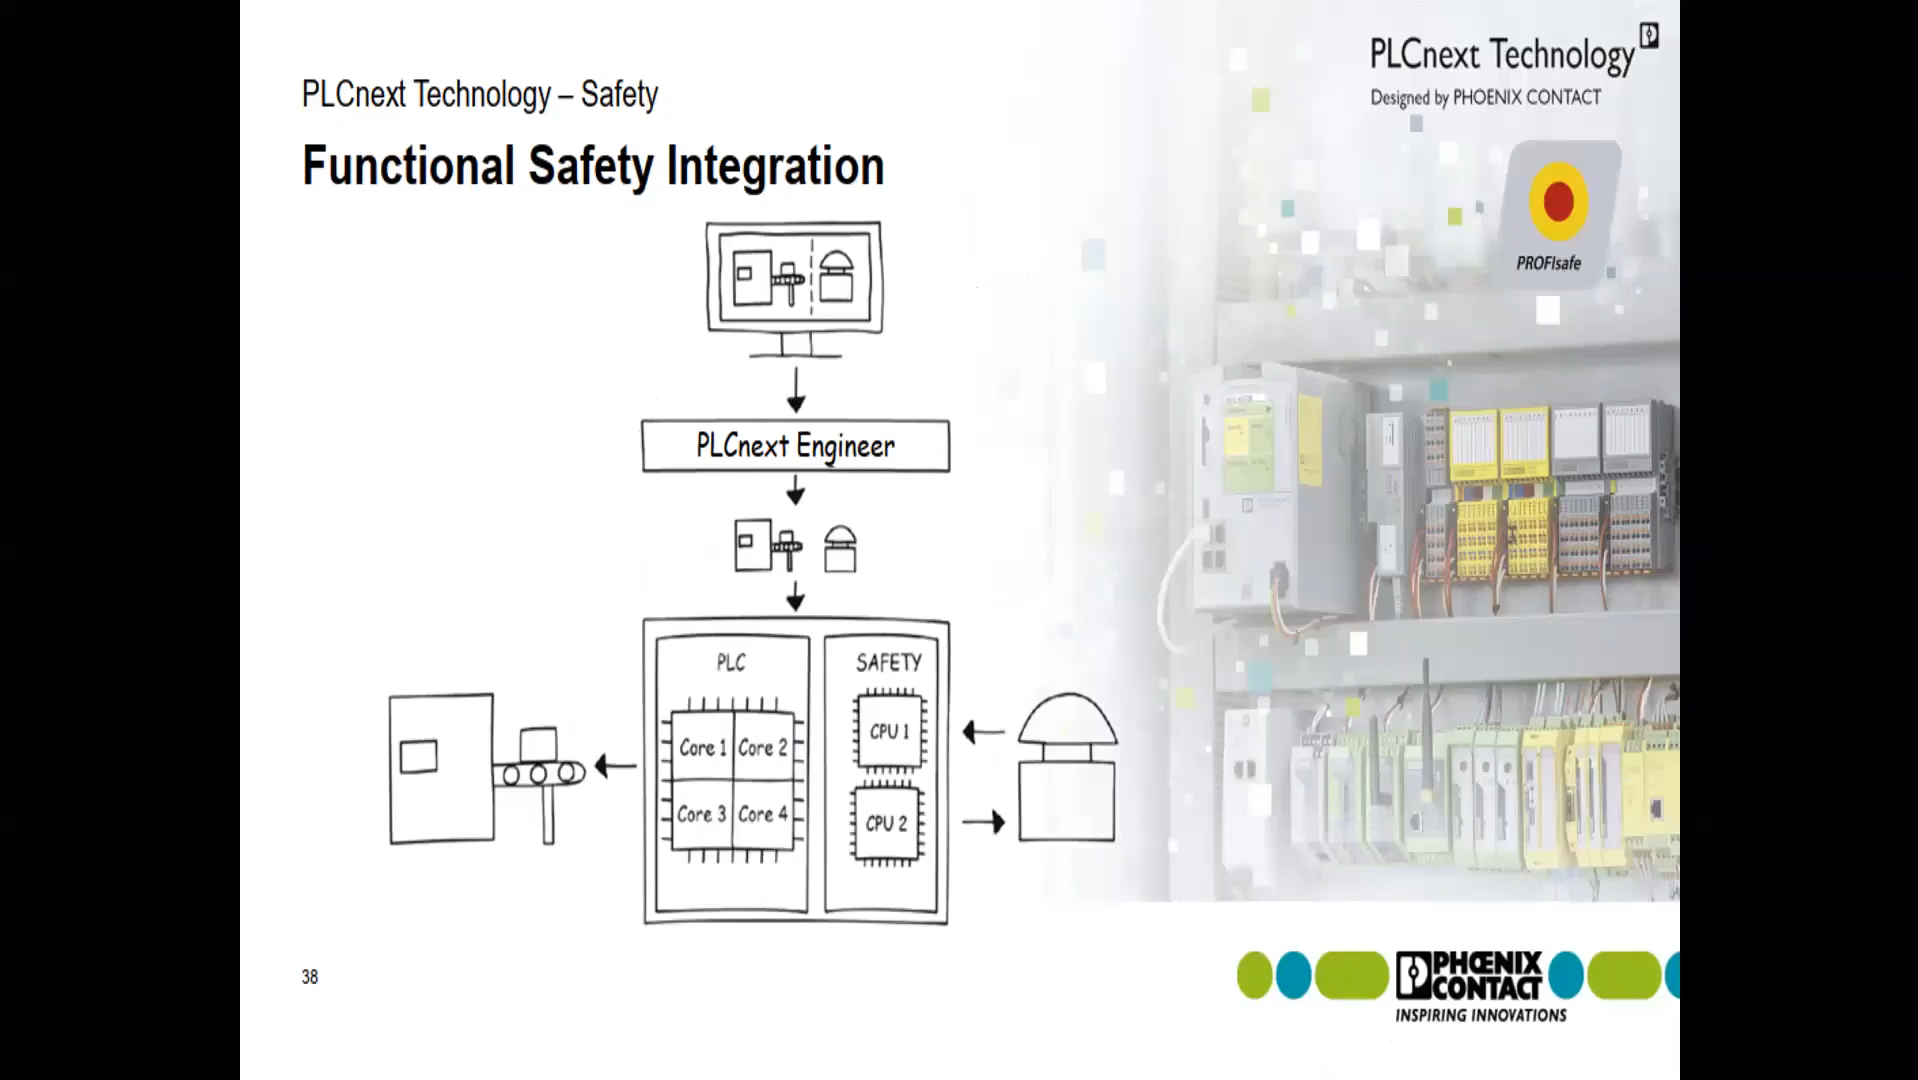 PLCnext Technology
Designed by PHOENIX CONTACT
PLCnext Technology – Safety
Functional Safety Integration
PROFIsafe
PLCnext Engineer
PLC
SAFETY
Core 1
Core 2
Core 3
Core 4
CPU 1
CPU 2
38
PHOENIX
CONTACT
INSPIRING INNOVATIONS